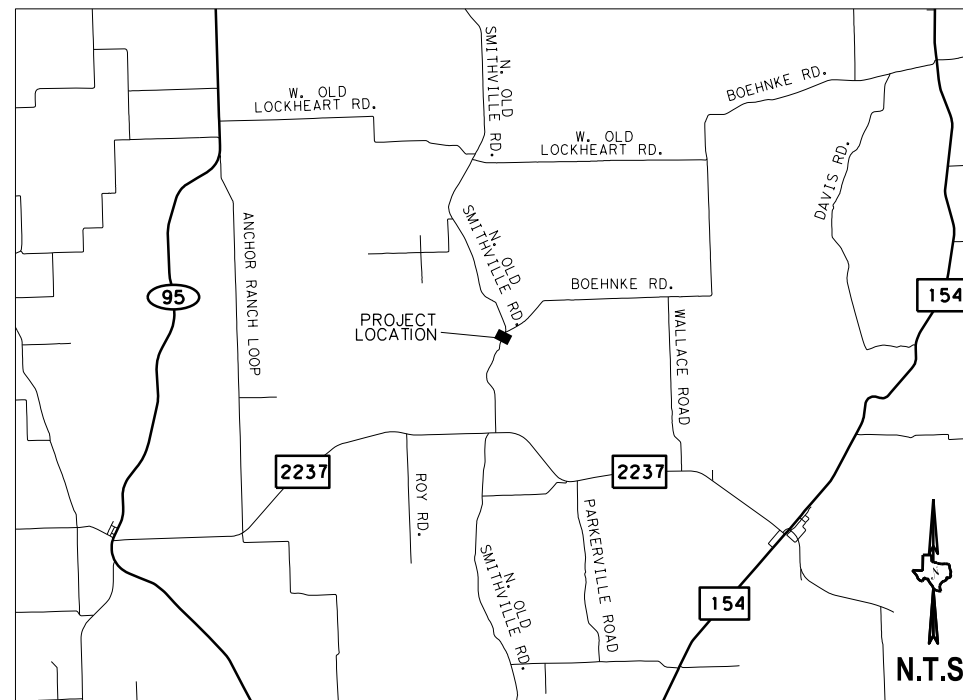 W. OLD
LOCKHEART RD.
N. OLD
SMITHVILLE RD.
BOEHNKE RD.
W. OLD
LOCKHEART RD.
DAVIS RD.
ANCHOR RANCH LOOP
N. OLD
SMITHVILLE RD.
95
BOEHNKE RD.
154
PROJECT
LOCATION
WALLACE ROAD
2237
2237
ROY RD.
PARKERVILLE ROAD
N. OLD
SMITHVILLE RD.
154
N.T.S